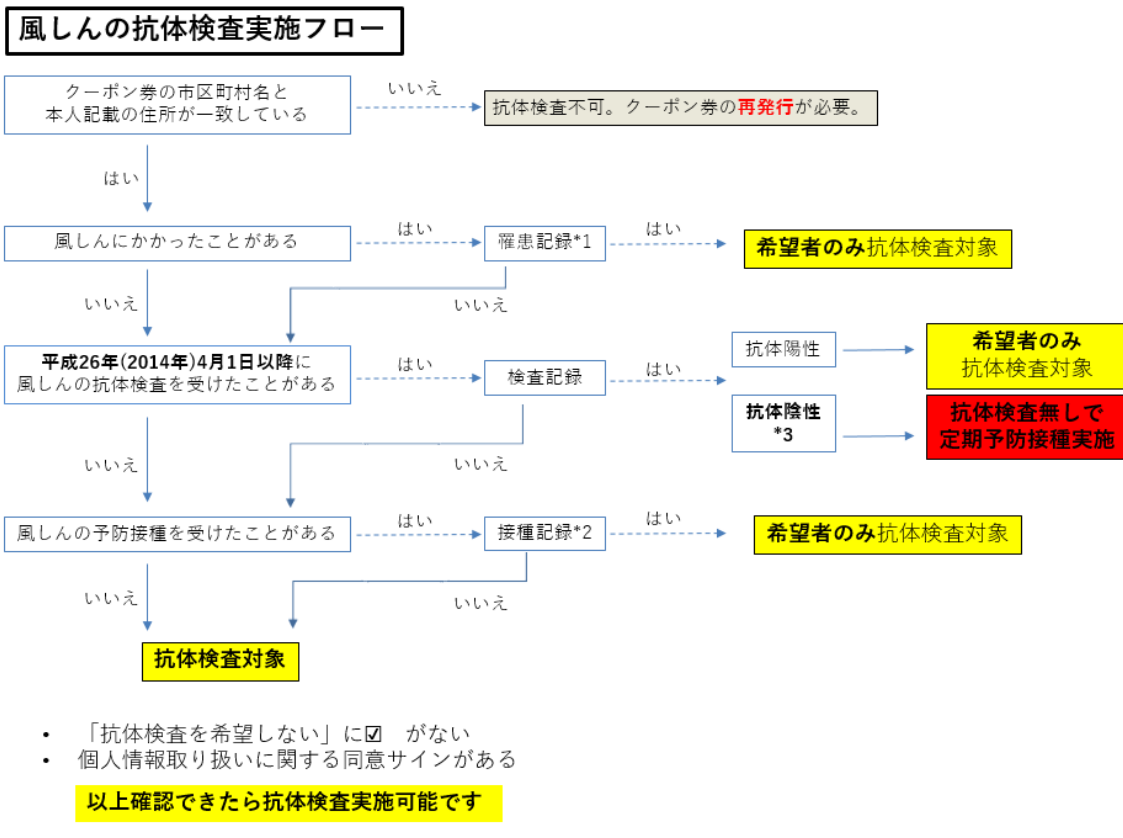 風しんの抗体検査実施フロー
クーポン券の市区町村名と
本人記載の住所が一致している
いいえ
抗体検査不可。クーポン券の再発行が必要。
はい
風しんにかかったことがある
はい
罹患記録*1
はい
希望者のみ抗体検査対象
いいえ
いいえ
平成26年(2014年)4月1日以降に
風しんの抗体検査を受けたことがある
はい
検査記録
はい
抗体陽性
希望者のみ
抗体検査対象
抗体陰性
*3
抗体検査無しで
定期予防接種実施
いいえ
いいえ
風しんの予防接種を受けたことがある
はい
接種記録*2
はい
希望者のみ抗体検査対象
いいえ
いいえ
抗体検査対象
• 「抗体検査を希望しない」に☑ がない
• 個人情報取り扱いに関する同意サインがある
以上確認できたら抗体検査実施可能です